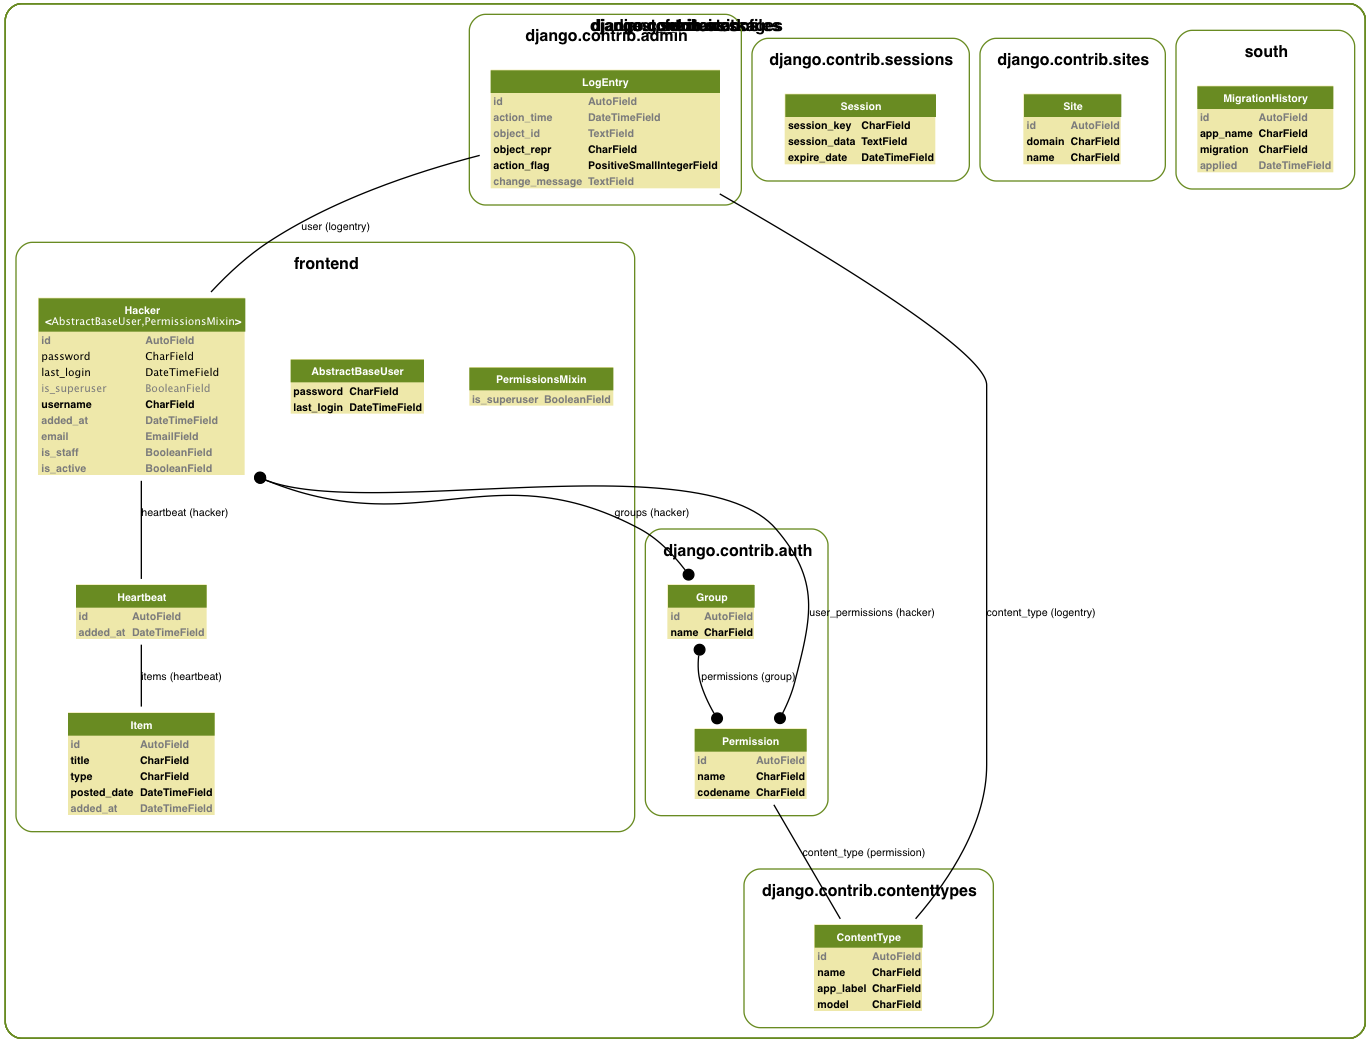 django.contrib.admin
LogEntry
id AutoField
action_time DateTimeField
object_id TextField
object_repr CharField
action_flag PositiveSmallIntegerField
change_message TextField
django.contrib.sessions
Session
session_key CharField
session_data TextField
expire_date DateTimeField
django.contrib.sites
Site
id AutoField
domain CharField
name CharField
south
MigrationHistory
id AutoField
app_name CharField
migration CharField
applied DateTimeField
user (logentry)
frontend
Hacker
<AbstractBaseUser,PermissionsMixin>
id AutoField
password CharField
last_login DateTimeField
is_superuser BooleanField
username CharField
added_at DateTimeField
email EmailField
is_staff BooleanField
is_active BooleanField
AbstractBaseUser
password CharField
last_login DateTimeField
PermissionsMixin
is_superuser BooleanField
heartbeat (hacker)
groups (hacker)
Heartbeat
id AutoField
added_at DateTimeField
items (heartbeat)
Item
id AutoField
title CharField
type CharField
posted_date DateTimeField
added_at DateTimeField
django.contrib.auth
Group
id AutoField
name CharField
user_permissions (hacker)
content_type (logentry)
permissions (group)
Permission
id AutoField
name CharField
codename CharField
content_type (permission)
django.contrib.contenttypes
ContentType
id AutoField
name CharField
app_label CharField
model CharField